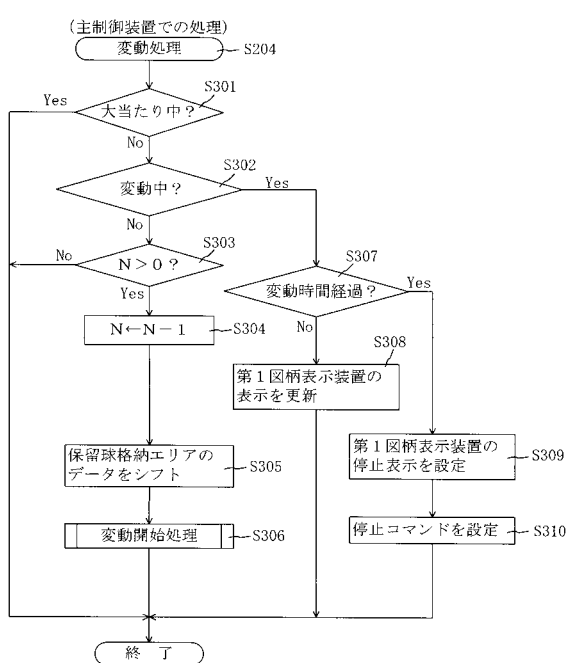 (主制御装置での処理)
変動処理
S204
S301
Yes
大当たり中?
No
S302
変動中?
Yes
No
S303
No
N>0?
Yes
S307
変動時間経過?
Yes
No
N←N-1
S304
S308
第1図柄表示装置の
表示を更新
保留球格納エリアの
データをシフト
S305
第1図柄表示装置の
停止表示を設定
S309
変動開始処理
S306
停止コマンドを設定
S310
終 了